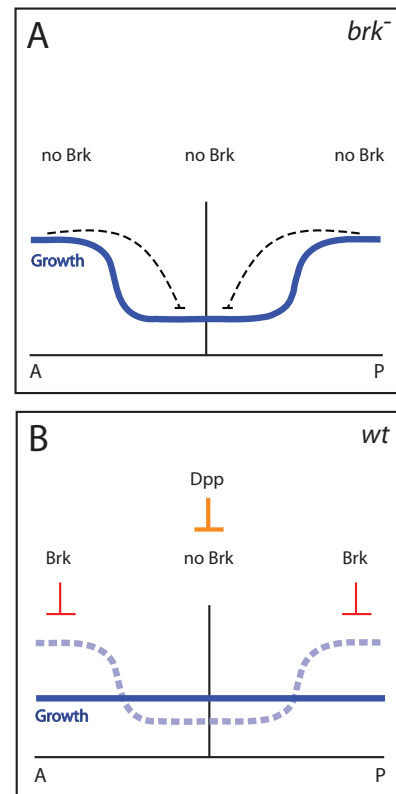 A
brk⁻
no Brk no Brk no Brk
Growth
A P
B
wt
Dpp
Brk no Brk Brk
Growth
A P